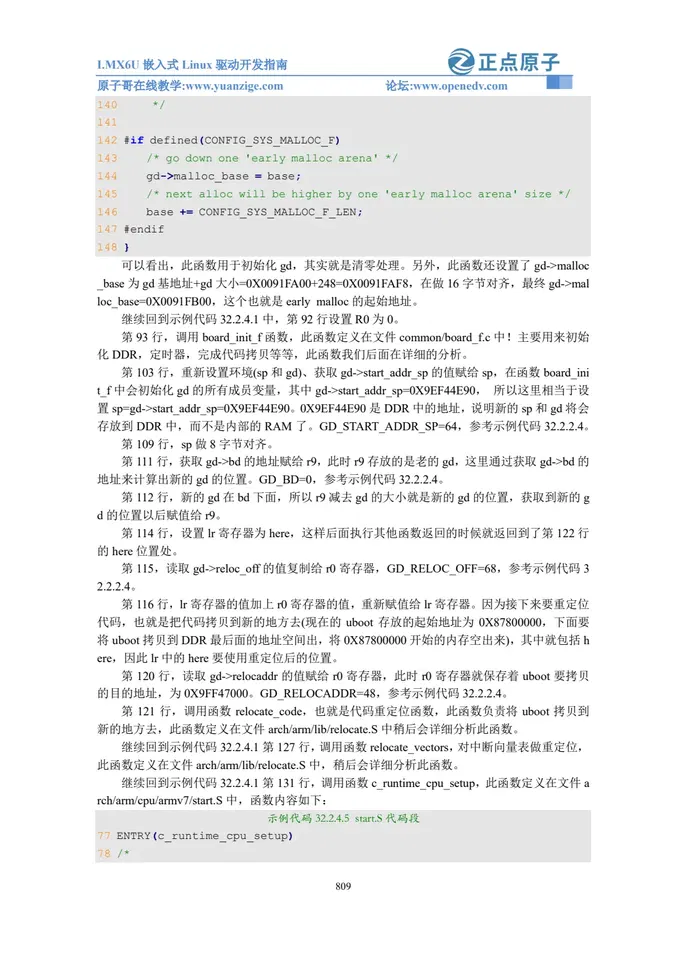 I.MX6U 嵌入式 Linux 驱动开发指南
正点原子
原子哥在线教学:www.yuanzige.com
论坛:www.openedv.com
140 */
141
142 #if defined(CONFIG_SYS_MALLOC_F)
143 /* go down one 'early malloc arena' */
144 gd->malloc_base = base;
145 /* next alloc will be higher by one 'early malloc arena' size */
146 base += CONFIG_SYS_MALLOC_F_LEN;
147 #endif
148 }
可以看出，此函数用于初始化 gd，其实就是清零处理。另外，此函数还设置了 gd->malloc
_base 为 gd 基地址+gd 大小=0X0091FA00+248=0X0091FAF8，在做 16 字节对齐，最终 gd->mal
loc_base=0X0091FB00，这个也就是 early malloc 的起始地址。
继续回到示例代码 32.2.4.1 中，第 92 行设置 R0 为 0。
第 93 行，调用 board_init_f 函数，此函数定义在文件 common/board_f.c 中！主要用来初始
化 DDR，定时器，完成代码拷贝等等，此函数我们后面在详细的分析。
第 103 行，重新设置环境(sp 和 gd)、获取 gd->start_addr_sp 的值赋给 sp，在函数 board_ini
t_f 中会初始化 gd 的所有成员变量，其中 gd->start_addr_sp=0X9EF44E90， 所以这里相当于设
置 sp=gd->start_addr_sp=0X9EF44E90。0X9EF44E90 是 DDR 中的地址，说明新的 sp 和 gd 将会
存放到 DDR 中，而不是内部的 RAM 了。GD_START_ADDR_SP=64，参考示例代码 32.2.2.4。
第 109 行，sp 做 8 字节对齐。
第 111 行，获取 gd->bd 的地址赋给 r9，此时 r9 存放的是老的 gd，这里通过获取 gd->bd 的
地址来计算出新的 gd 的位置。GD_BD=0，参考示例代码 32.2.2.4。
第 112 行，新的 gd 在 bd 下面，所以 r9 减去 gd 的大小就是新的 gd 的位置，获取到新的 g
d 的位置以后赋值给 r9。
第 114 行，设置 lr 寄存器为 here，这样后面执行其他函数返回的时候就返回到了第 122 行
的 here 位置处。
第 115，读取 gd->reloc_off 的值复制给 r0 寄存器，GD_RELOC_OFF=68，参考示例代码 3
2.2.2.4。
第 116 行，lr 寄存器的值加上 r0 寄存器的值，重新赋值给 lr 寄存器。因为接下来要重定位
代码，也就是把代码拷贝到新的地方去(现在的 uboot 存放的起始地址为 0X87800000，下面要
将 uboot 拷贝到 DDR 最后面的地址空间出，将 0X87800000 开始的内存空出来)，其中就包括 h
ere，因此 lr 中的 here 要使用重定位后的位置。
第 120 行，读取 gd->relocaddr 的值赋给 r0 寄存器，此时 r0 寄存器就保存着 uboot 要拷贝
的目的地址，为 0X9FF47000。GD_RELOCADDR=48，参考示例代码 32.2.2.4。
第 121 行，调用函数 relocate_code，也就是代码重定位函数，此函数负责将 uboot 拷贝到
新的地方去，此函数定义在文件 arch/arm/lib/relocate.S 中稍后会详细分析此函数。
继续回到示例代码 32.2.4.1 第 127 行，调用函数 relocate_vectors，对中断向量表做重定位，
此函数定义在文件 arch/arm/lib/relocate.S 中，稍后会详细分析此函数。
继续回到示例代码 32.2.4.1 第 131 行，调用函数 c_runtime_cpu_setup，此函数定义在文件 a
rch/arm/cpu/armv7/start.S 中，函数内容如下：
示例代码 32.2.4.5 start.S 代码段
77 ENTRY(c_runtime_cpu_setup)
78 /*
809